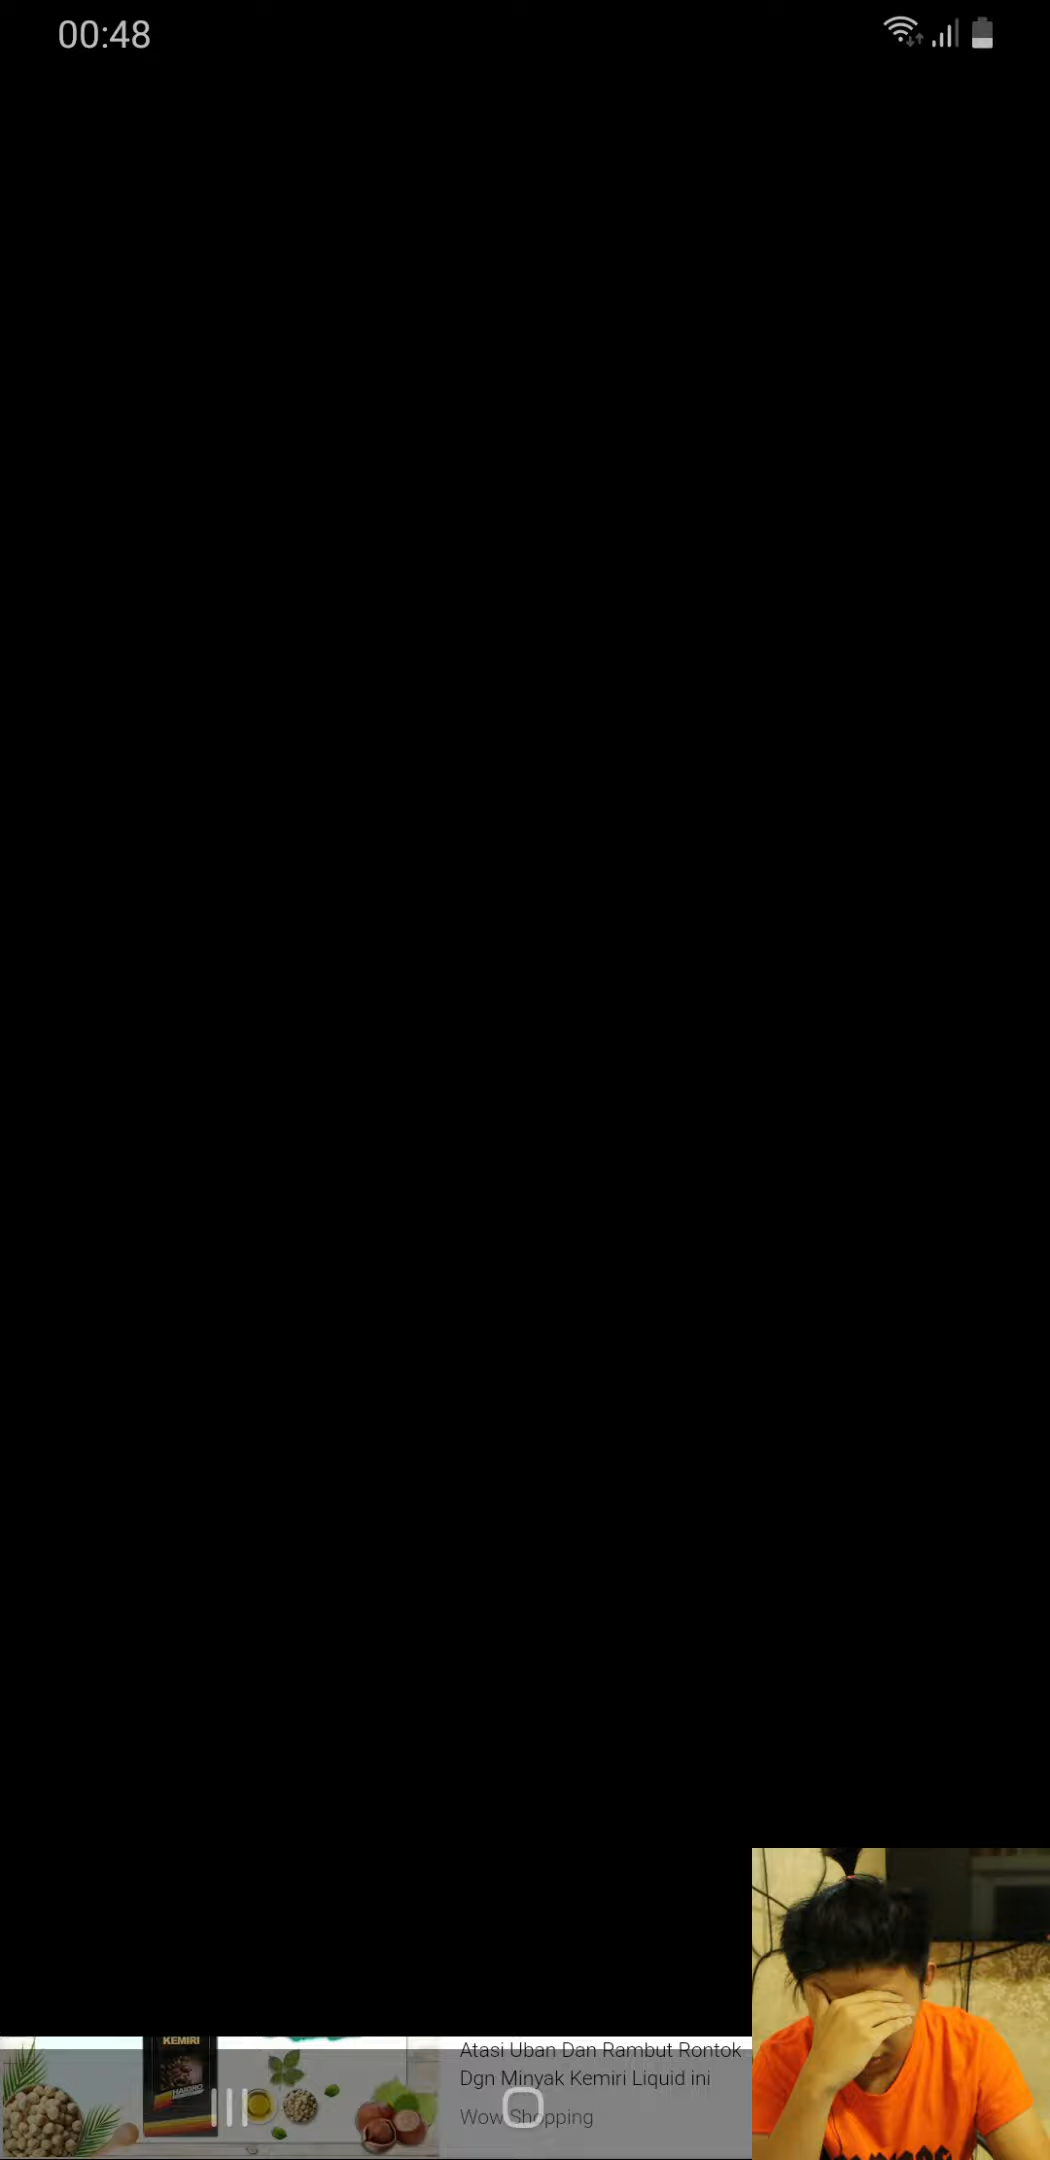 00:48
KEMIRI
Atasi Uban Dan Rambut Rontok
Dgn Minyak Kemiri Liquid ini
Wow Shopping